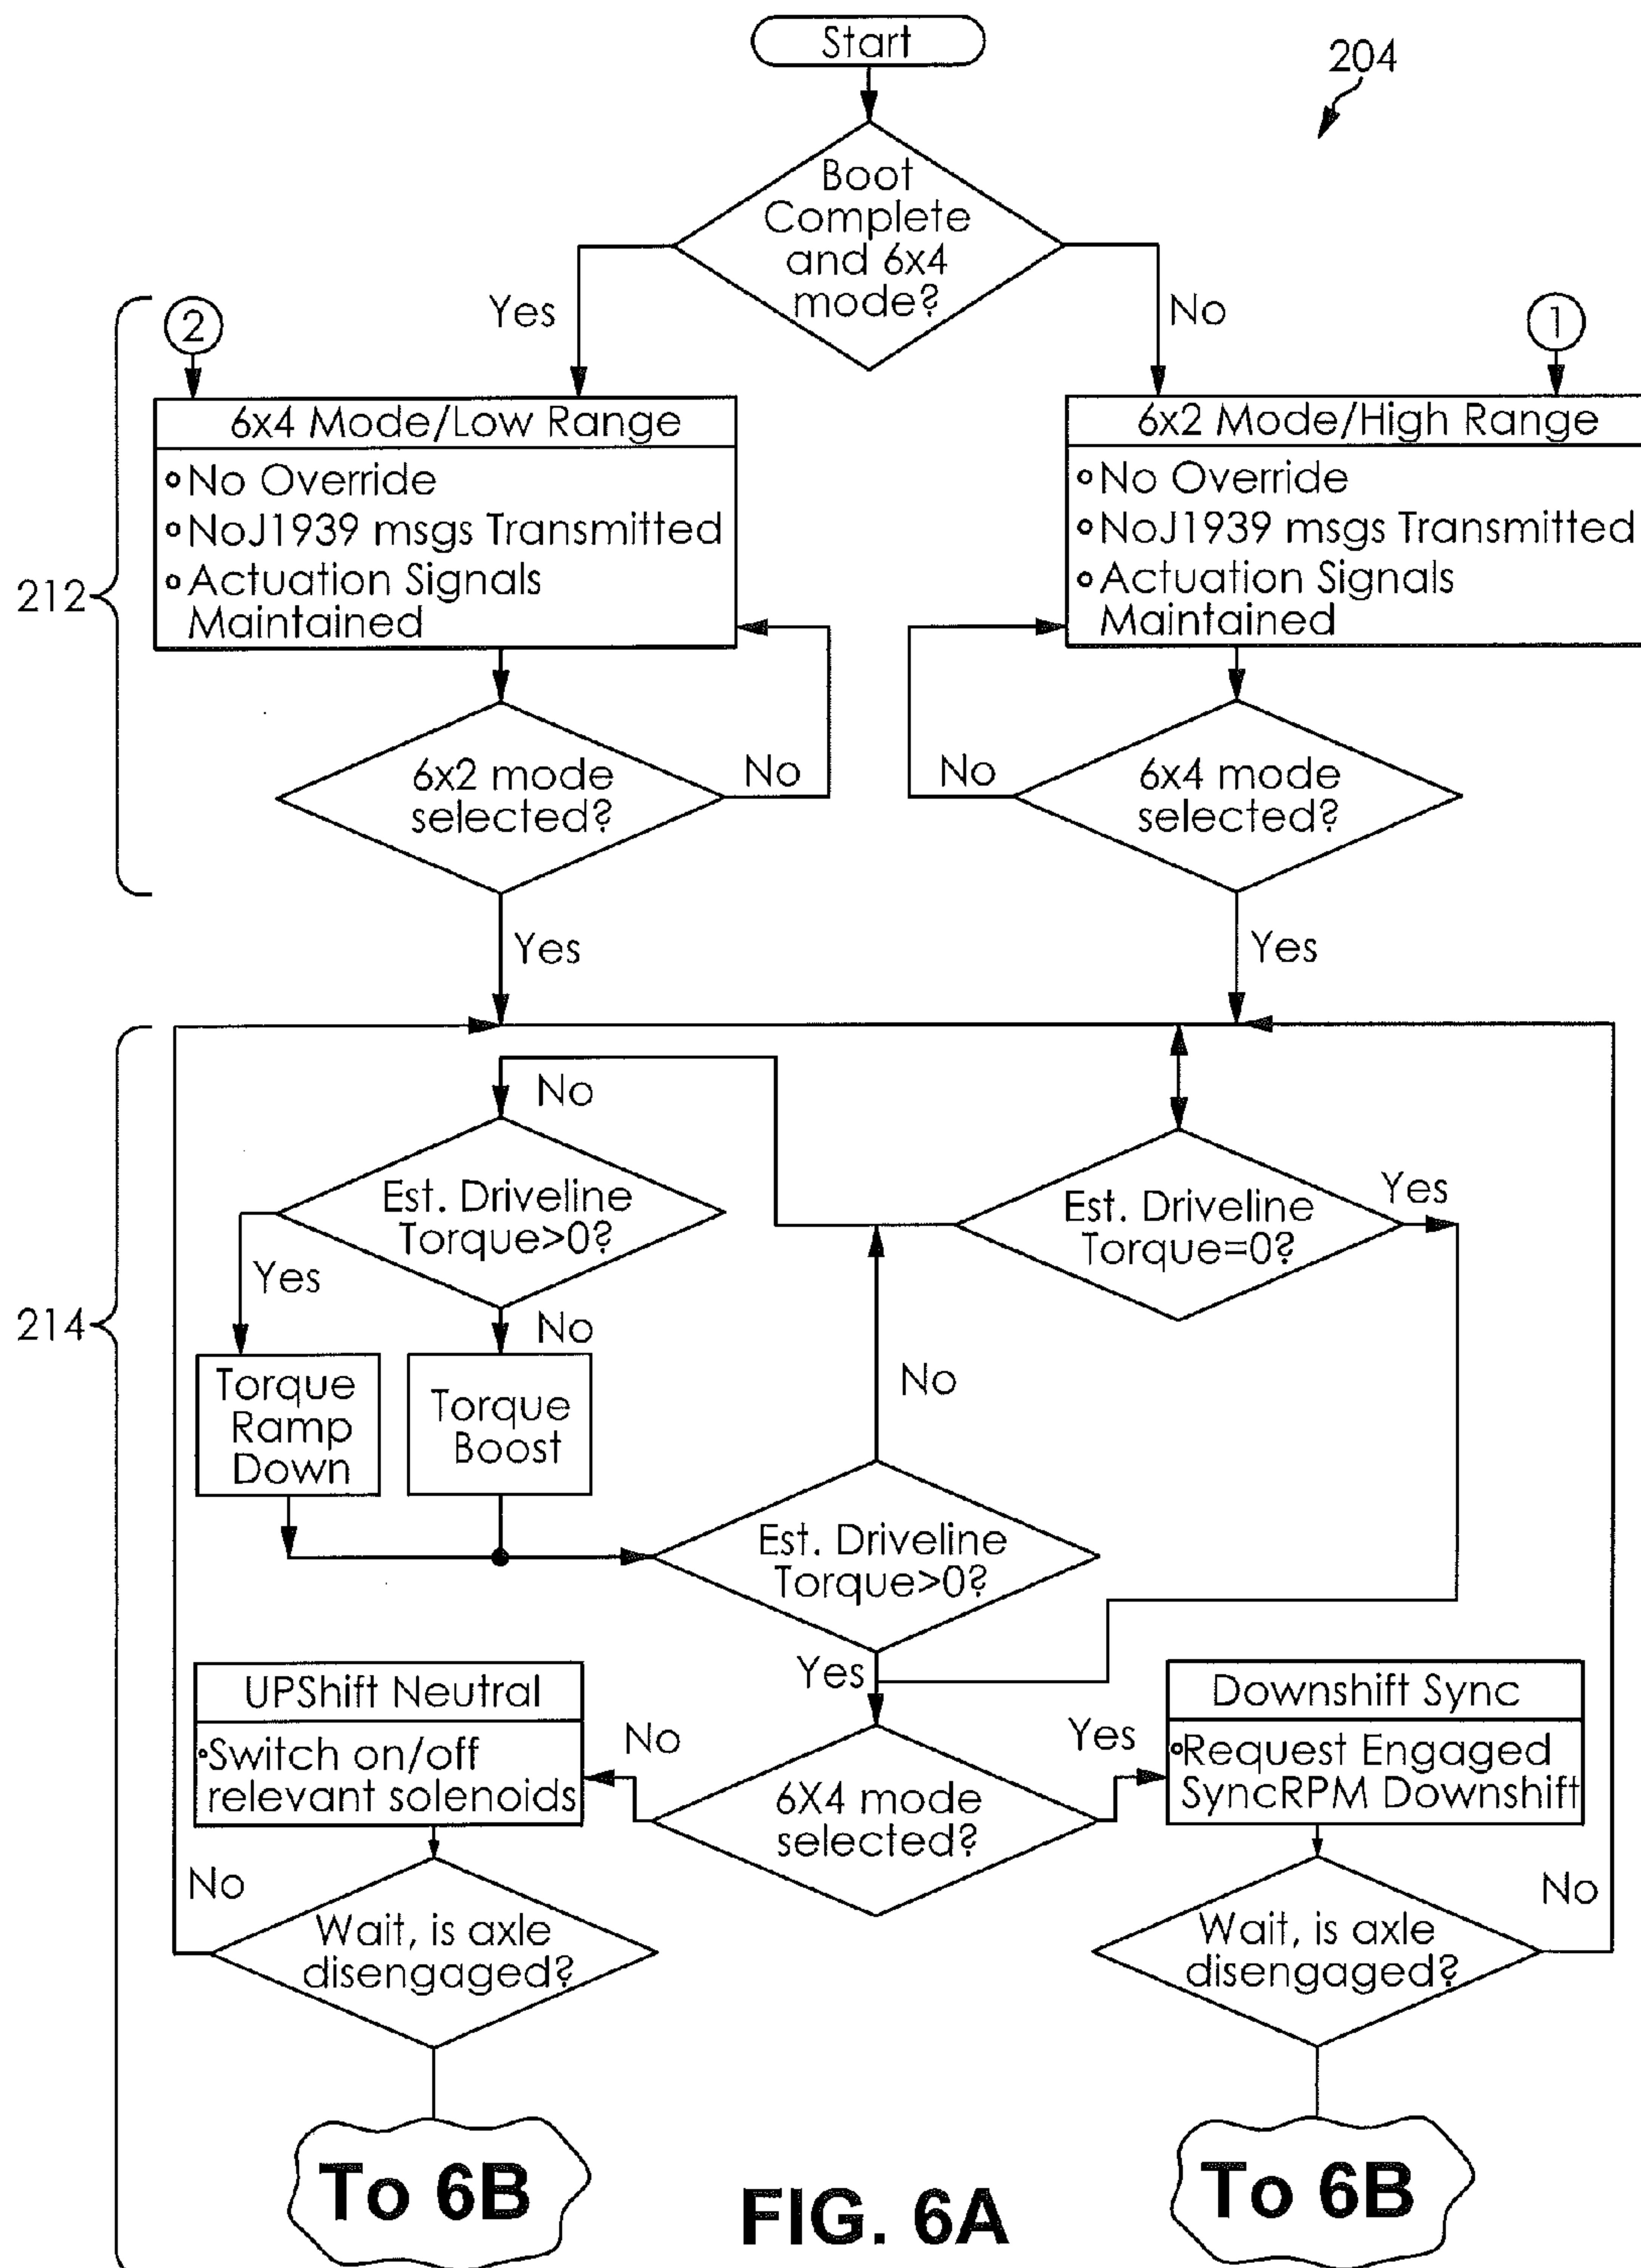 Start
204
Boot
Complete
and 6x4
mode?
Yes
No
2
1
6x4 Mode/Low Range
∘No Override
∘NoJ1939 msgs Transmitted
∘Actuation Signals
Maintained
6x2 Mode/High Range
∘No Override
∘NoJ1939 msgs Transmitted
∘Actuation Signals
Maintained
212
6x2 mode
selected?
No
No
6x4 mode
selected?
Yes
Yes
214
No
Est. Driveline
Torque>0?
Est. Driveline
Torque=0?
Yes
Yes
No
No
Torque
Ramp
Down
Torque
Boost
Est. Driveline
Torque>0?
Yes
UPShift Neutral
∘Switch on/off
relevant solenoids
No
6X4 mode
selected?
Yes
Downshift Sync
∘Request Engaged
SyncRPM Downshift
No
Wait, is axle
disengaged?
Wait, is axle
disengaged?
No
To 6B
FIG. 6A
To 6B